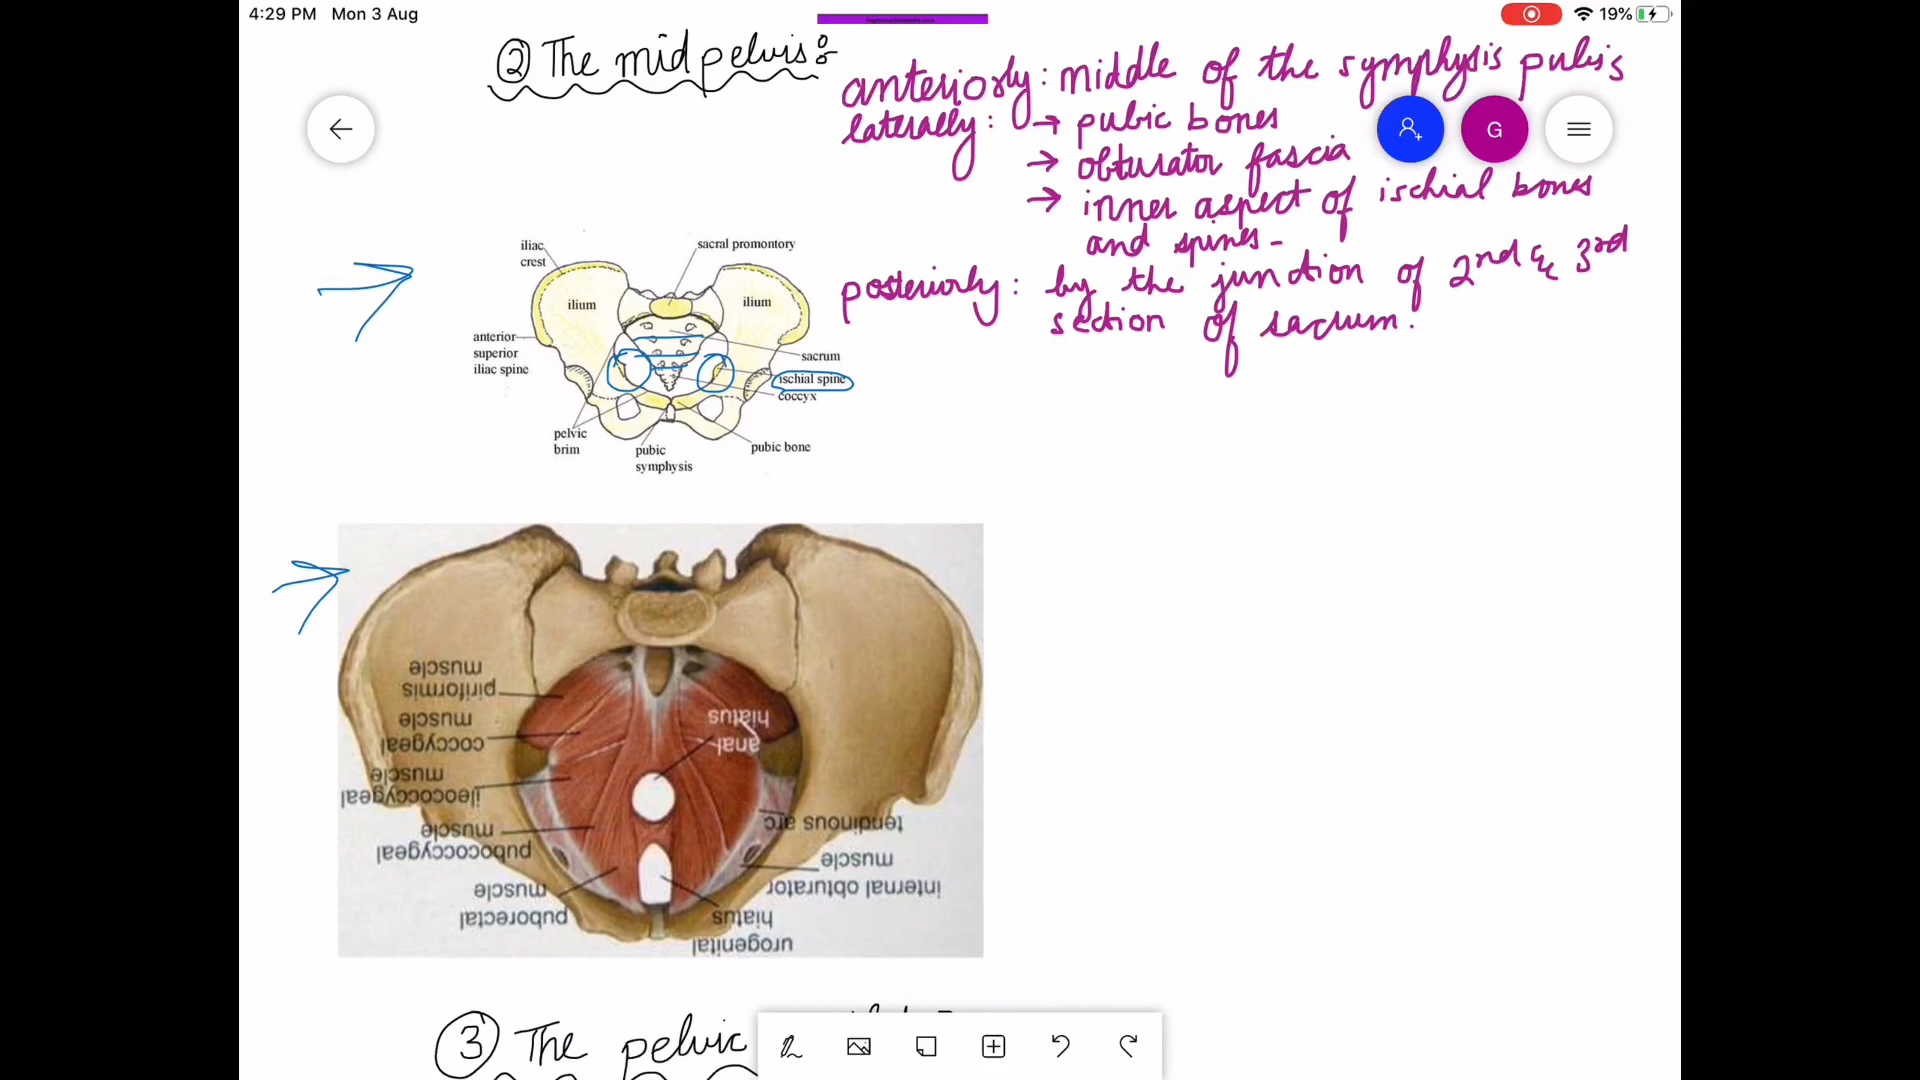 4:29 PM Mon 3 Aug
19%
② The mid pelvis:
anteriorly: middle of the symphysis pubis
laterally: → pubic bones
→ obturator fascia
→ inner aspect of ischial bones
and spines-
posteriorly: by the junction of 2nd & 3rd
section of sacrum.
G
iliac
crest
sacral promontory
ilium
ilium
anterior
superior
iliac spine
sacrum
ischial spine
coccyx
pelvic
brim
pubic
symphysis
pubic bone
piriformis
muscle
coccygeal
muscle
ileococcygeal
muscle
pubococcygeal
muscle
puborectal
muscle
anal
hiatus
tendinous arc
internal obturator
muscle
urogenital
hiatus
③ The pelvic